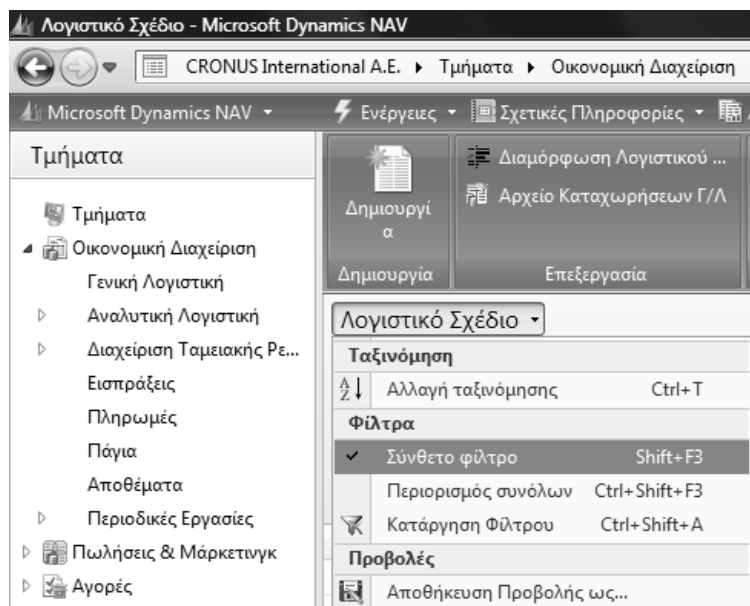 Λογιστικό Σχέδιο - Microsoft Dynamics NAV
CRONUS International A.E. Τμήματα Οικονομική Διαχείριση
Microsoft Dynamics NAV Ενέργειες Σχετικές Πληροφορίες
Τμήματα
Τμήματα
Οικονομική Διαχείριση
Γενική Λογιστική
Αναλυτική Λογιστική
Διαχείριση Ταμειακής Ρε...
Εισπράξεις
Πληρωμές
Πάγια
Αποθέματα
Περιοδικές Εργασίες
Πωλήσεις & Μάρκετινγκ
Αγορές
Δημιουργί
α
Δημιουργία
Διαμόρφωση Λογιστικού ...
Αρχείο Καταχωρήσεων Γ/Λ
Επεξεργασία
Λογιστικό Σχέδιο
Ταξινόμηση
Αλλαγή ταξινόμησης Ctrl+T
Φίλτρα
Σύνθετο φίλτρο Shift+F3
Περιορισμός συνόλων Ctrl+Shift+F3
Κατάργηση Φίλτρου Ctrl+Shift+A
Προβολές
Αποθήκευση Προβολής ως...